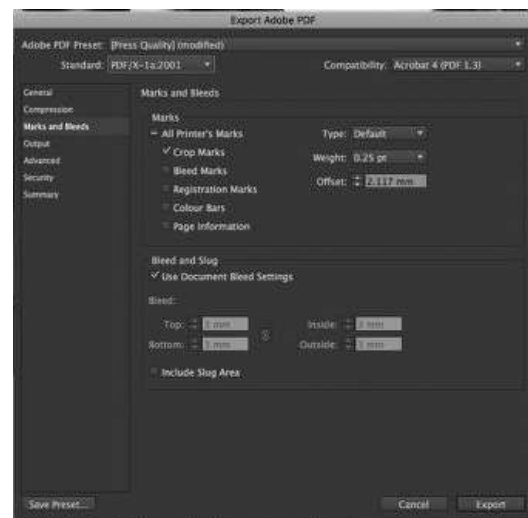 Export Adobe PDF
Adobe PDF Preset: [Press Quality] (modified)
Standard: PDF/X-1a:2001 Compatibility: Acrobat 4 (PDF 1.3)
General
Compression
Marks and Bleeds
Output
Advanced
Security
Summary
Marks and Bleeds
Marks
All Printer's Marks
Crop Marks
Bleed Marks
Registration Marks
Colour Bars
Page Information
Type: Default
Weight: 0.25 pt
Offset: 2.117 mm
Bleed and Slug
Use Document Bleed Settings
Bleed:
Top: mm Inside: mm
Bottom: mm Outside: mm
Include Slug Area
Save Preset... Cancel Export